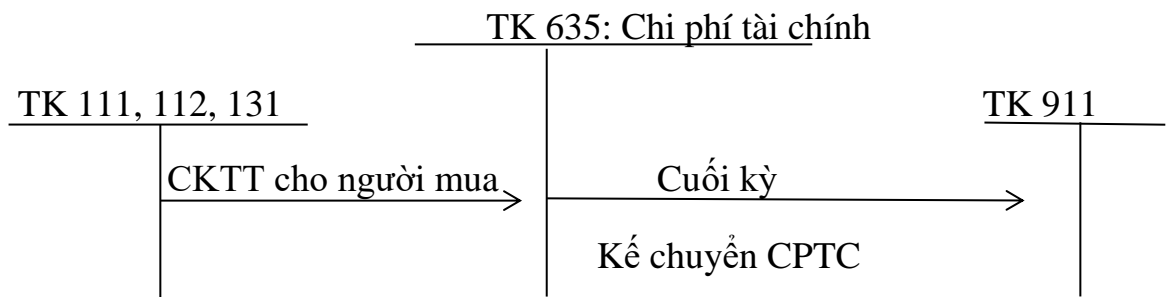 TK 635: Chi phí tài chính
TK 111, 112, 131
TK 911
CKTT cho người mua
Cuối kỳ
Kế chuyển CPTC